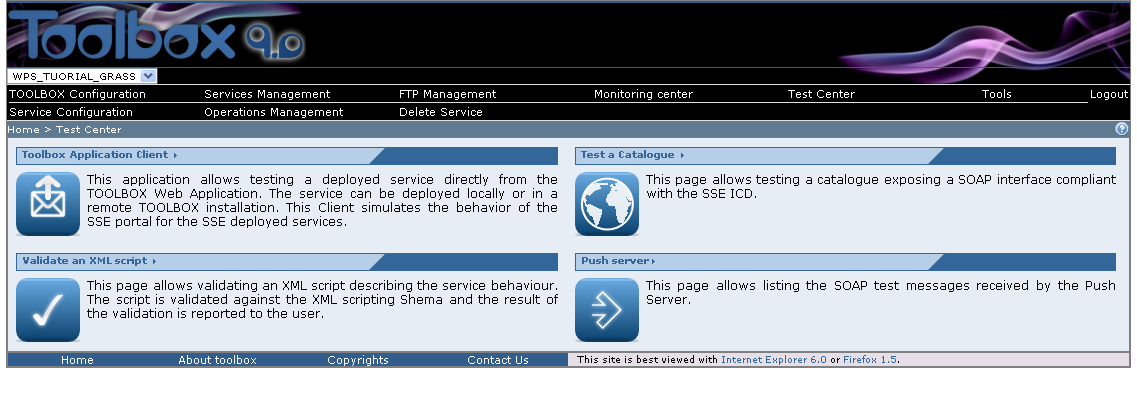 Toolbox 9.0
WPS_TUORIAL_GRASS
TOOLBOX Configuration Services Management FTP Management Monitoring center Test Center Tools Logout
Service Configuration Operations Management Delete Service
Home > Test Center ?
Toolbox Application Client
This application allows testing a deployed service directly from the
TOOLBOX Web Application. The service can be deployed locally or in a
remote TOOLBOX installation. This Client simulates the behavior of the
SSE portal for the SSE deployed services.
Test a Catalogue
This page allows testing a catalogue exposing a SOAP interface compliant
with the SSE ICD.
Validate an XML script
This page allows validating an XML script describing the service behaviour.
The script is validated against the XML scripting Shema and the result of
the validation is reported to the user.
Push server
This page allows listing the SOAP test messages received by the Push
Server.
Home About toolbox Copyrights Contact Us This site is best viewed with Internet Explorer 6.0 or Firefox 1.5.